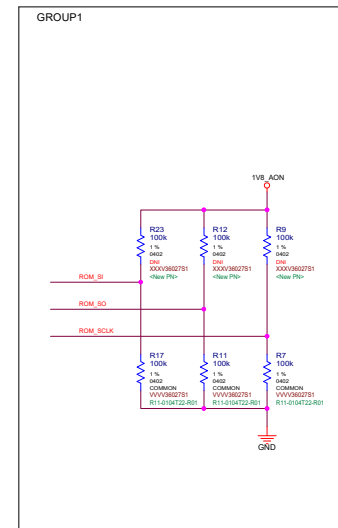 GROUP1
1V8_AON
R23
100k
1 %
0402
DNI
XXXV36027S1
<New PN>
R12
100k
1 %
0402
DNI
XXXV36027S1
<New PN>
R9
100k
1 %
0402
DNI
XXXV36027S1
<New PN>
ROM_SI
ROM_SO
ROM_SCLK
R17
100k
1 %
0402
COMMON
VVVV36027S1
R11-0104T22-R01
R11
100k
1 %
0402
COMMON
VVVV36027S1
R11-0104T22-R01
R7
100k
1 %
0402
COMMON
VVVV36027S1
R11-0104T22-R01
GND